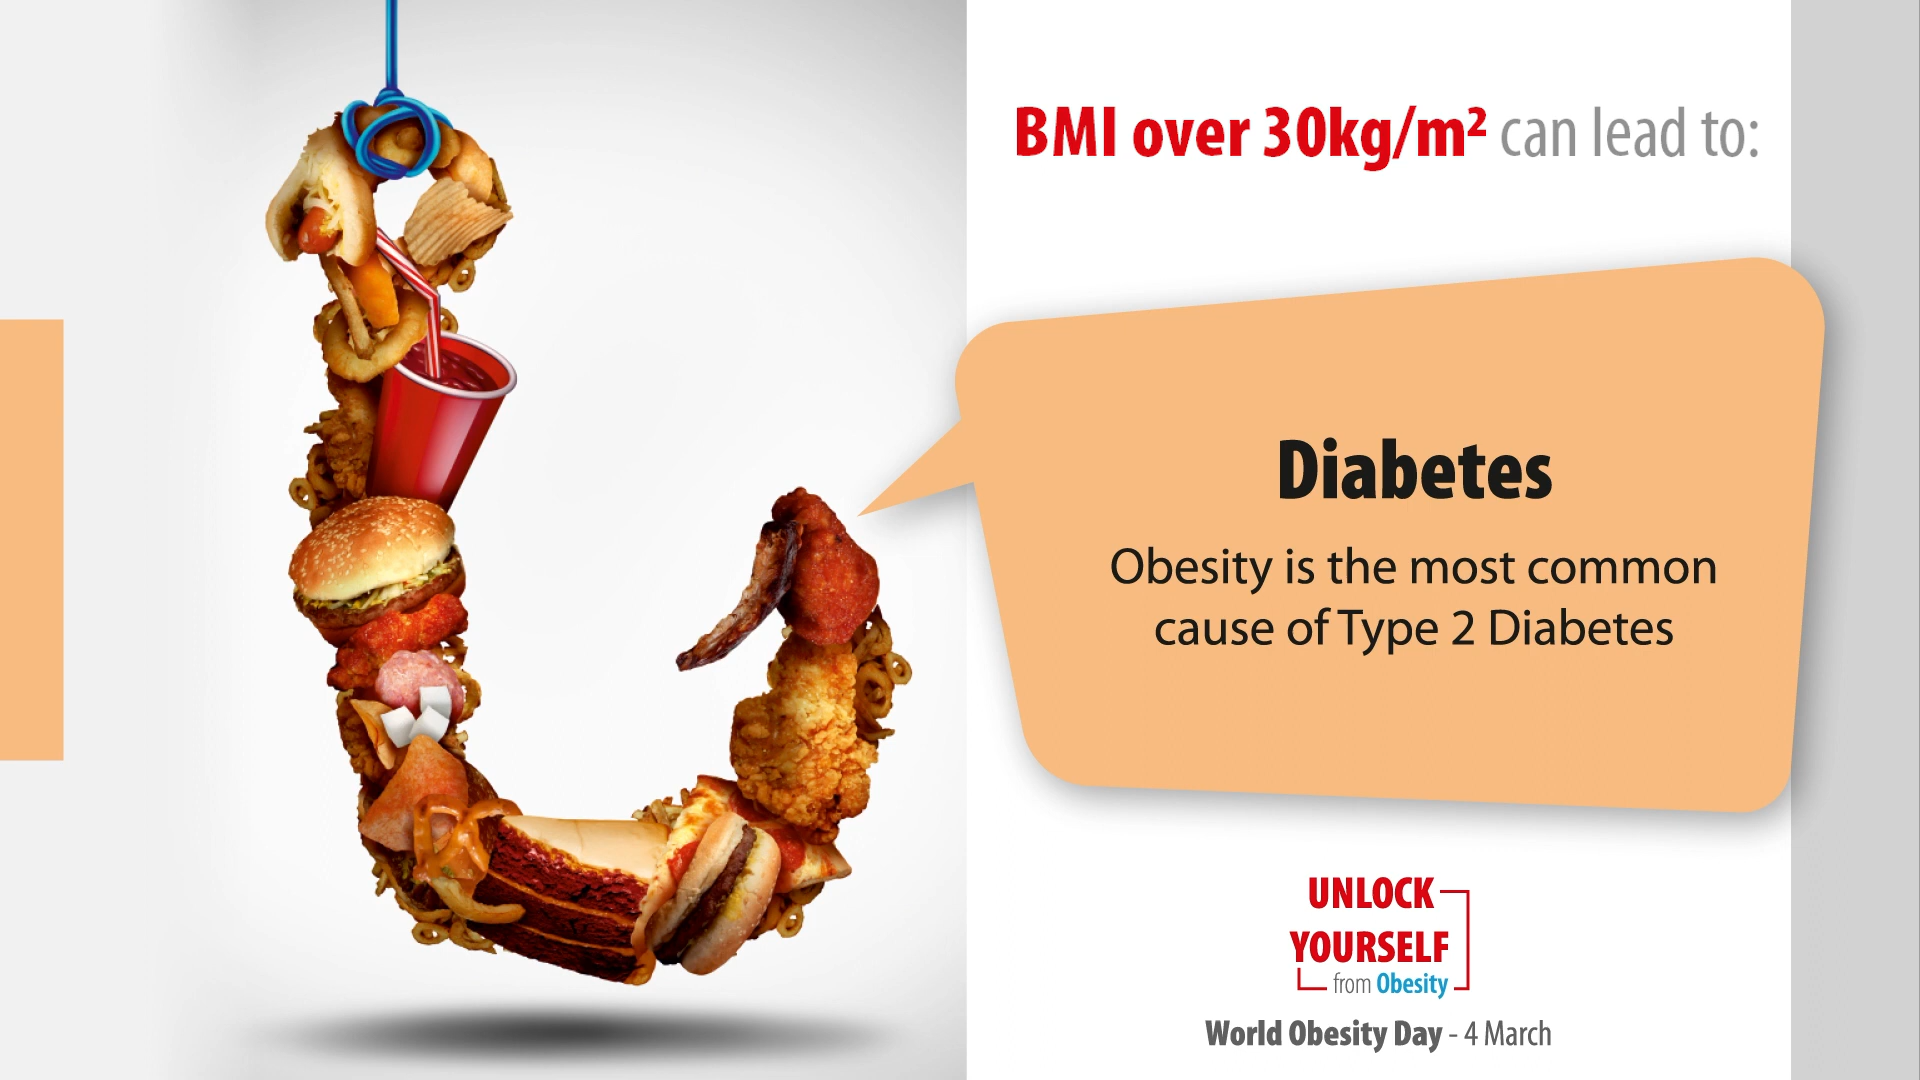 BMI over 30kg/m² can lead to:
Diabetes
Obesity is the most common
cause of Type 2 Diabetes
UNLOCK
YOURSELF
from Obesity
World Obesity Day - 4 March